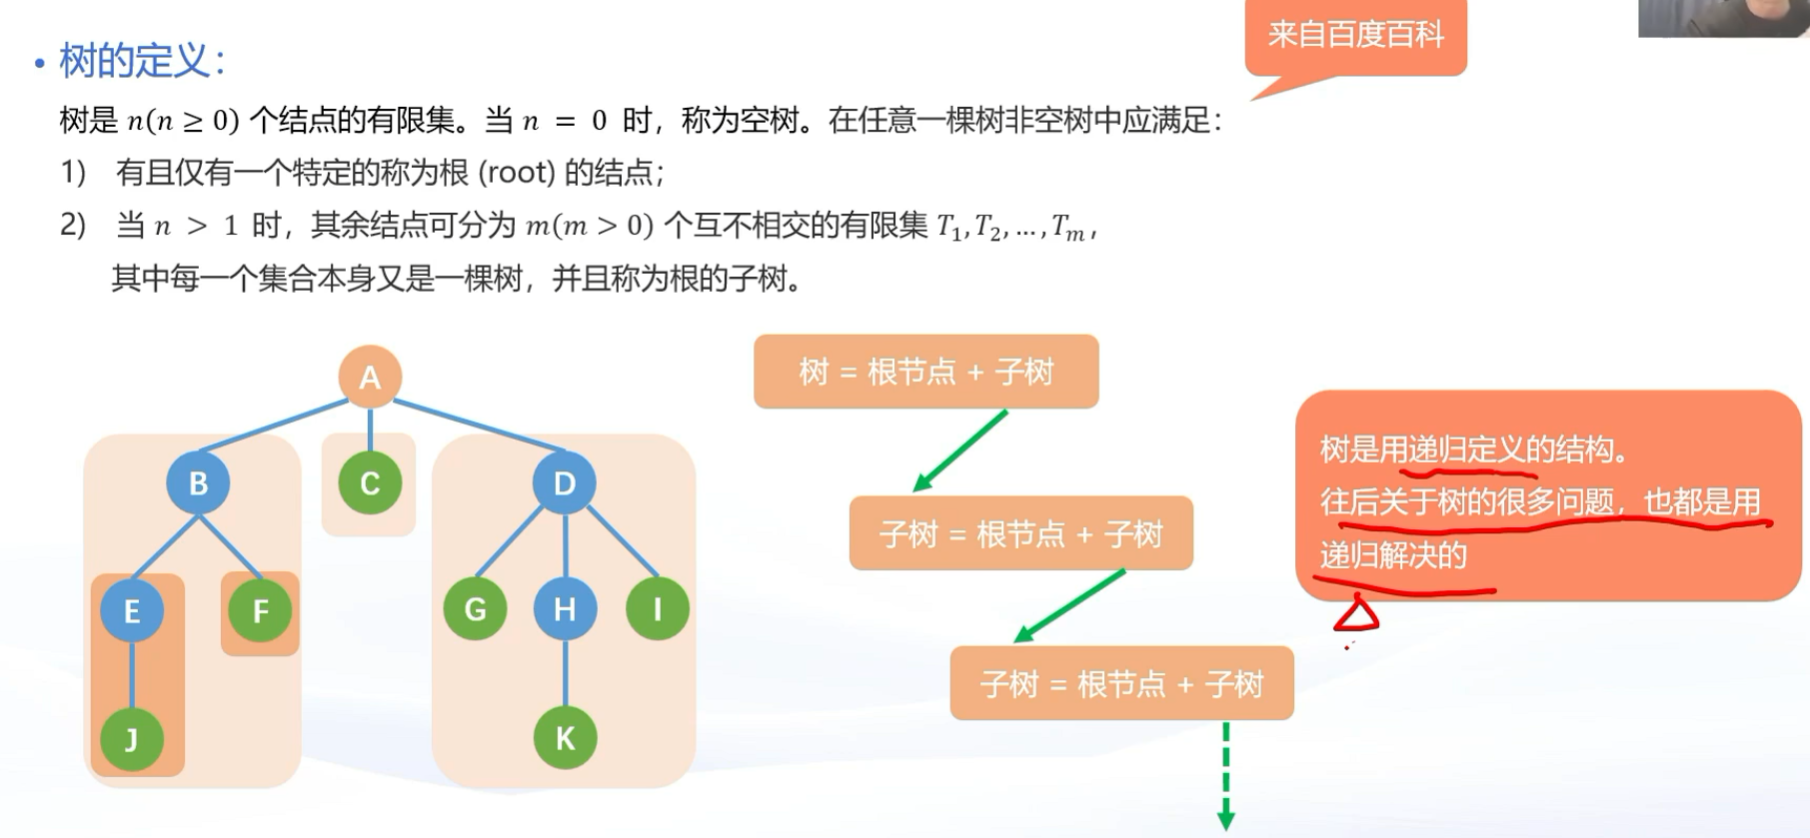 来自百度百科
• 树的定义：
树是 n(n ≥ 0) 个结点的有限集。当 n = 0 时，称为空树。在任意一棵树非空树中应满足：
1) 有且仅有一个特定的称为根 (root) 的结点；
2) 当 n > 1 时，其余结点可分为 m(m > 0) 个互不相交的有限集 T₁, T₂, … , Tₘ，
其中每一个集合本身又是一棵树，并且称为根的子树。
A
B
C
D
E
F
G
H
I
J
K
树 = 根节点 + 子树
子树 = 根节点 + 子树
子树 = 根节点 + 子树
树是用递归定义的结构。
往后关于树的很多问题，也都是用
递归解决的